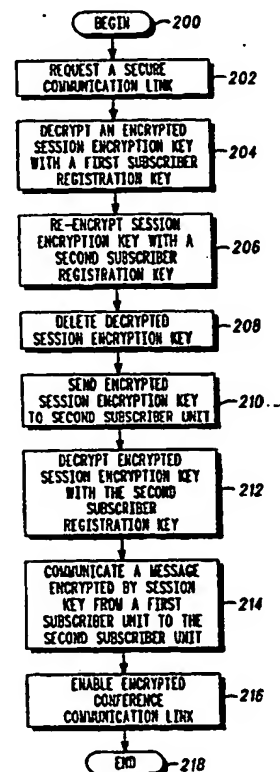 BEGIN
200
REQUEST A SECURE
COMMUNICATION LINK
202
DECRYPT AN ENCRYPTED
SESSION ENCRYPTION KEY
WITH A FIRST SUBSCRIBER
REGISTRATION KEY
204
RE-ENCRYPT SESSION
ENCRYPTION KEY WITH A
SECOND SUBSCRIBER
REGISTRATION KEY
206
DELETE DECRYPTED
SESSION ENCRYPTION KEY
208
SEND ENCRYPTED
SESSION ENCRYPTION KEY
TO SECOND SUBSCRIBER UNIT
210
DECRYPT ENCRYPTED
SESSION ENCRYPTION KEY
WITH THE SECOND
SUBSCRIBER
REGISTRATION KEY
212
COMMUNICATE A MESSAGE
ENCRYPTED BY SESSION
KEY FROM A FIRST
SUBSCRIBER UNIT TO THE
SECOND SUBSCRIBER UNIT
214
ENABLE ENCRYPTED
CONFERENCE
COMMUNICATION LINK
216
END
218